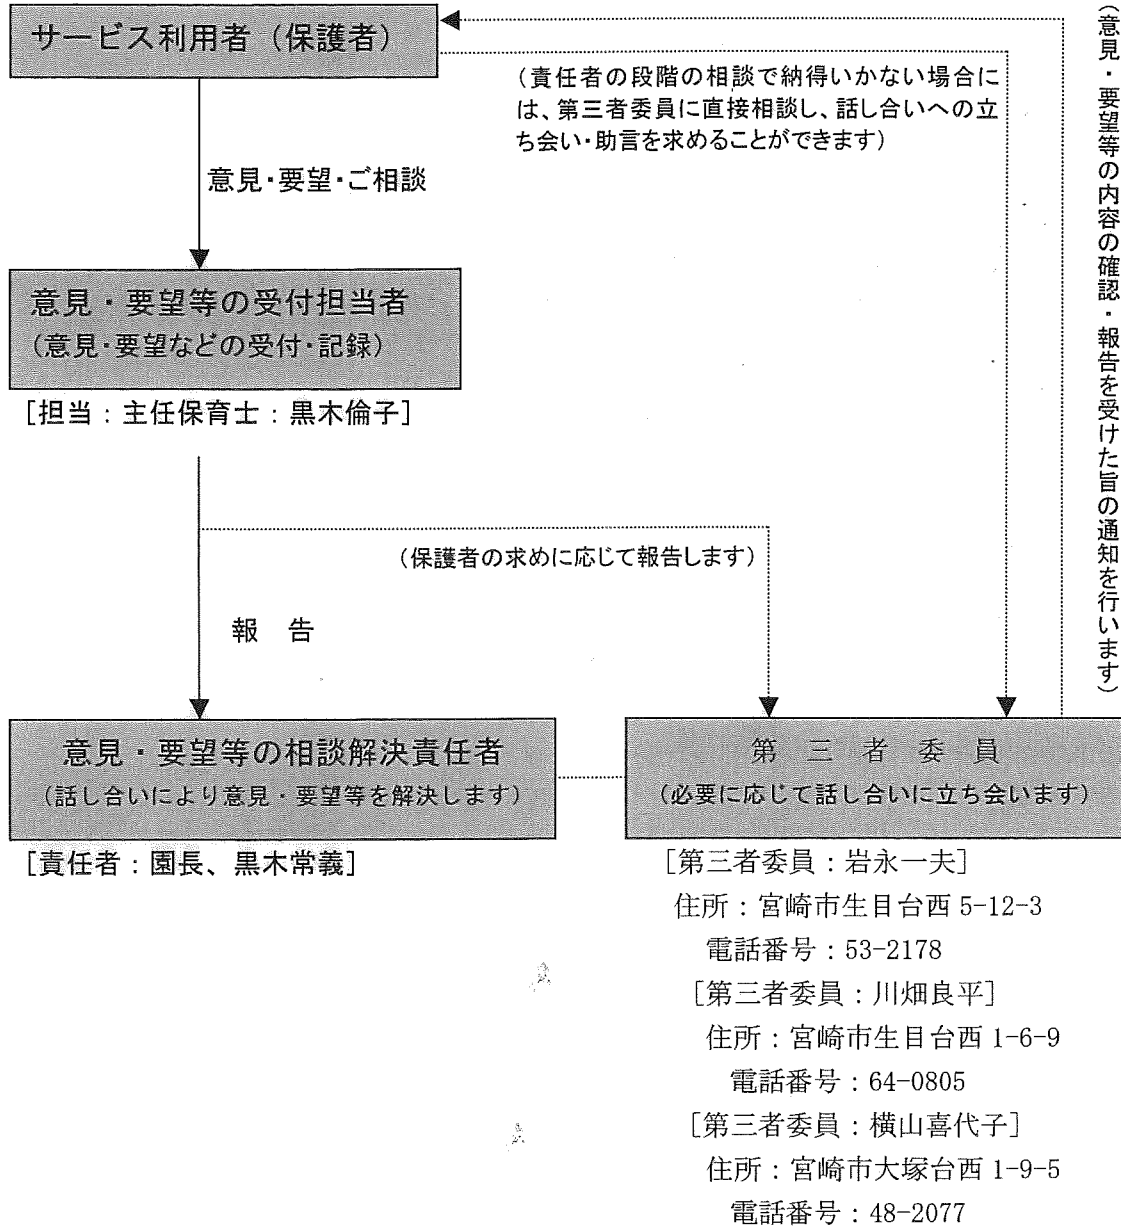 サービス利用者（保護者）
（責任者の段階の相談で納得いかない場合に
は、第三者委員に直接相談し、話し合いへの立
ち会い・助言を求めることができます）
（意見・要望等の内容の確認・報告を受けた旨の通知を行います）
意見・要望・ご相談
意見・要望等の受付担当者
（意見・要望などの受付・記録）
［担当：主任保育士：黒木倫子］
（保護者の求めに応じて報告します）
報　告
意見・要望等の相談解決責任者
（話し合いにより意見・要望等を解決します）
［責任者：園長、黒木常義］
第　三　者　委　員
（必要に応じて話し合いに立ち会います）
［第三者委員：岩永一夫］
住所：宮崎市生目台西 5-12-3
電話番号：53-2178
［第三者委員：川畑良平］
住所：宮崎市生目台西 1-6-9
電話番号：64-0805
［第三者委員：横山喜代子］
住所：宮崎市大塚台西 1-9-5
電話番号：48-2077